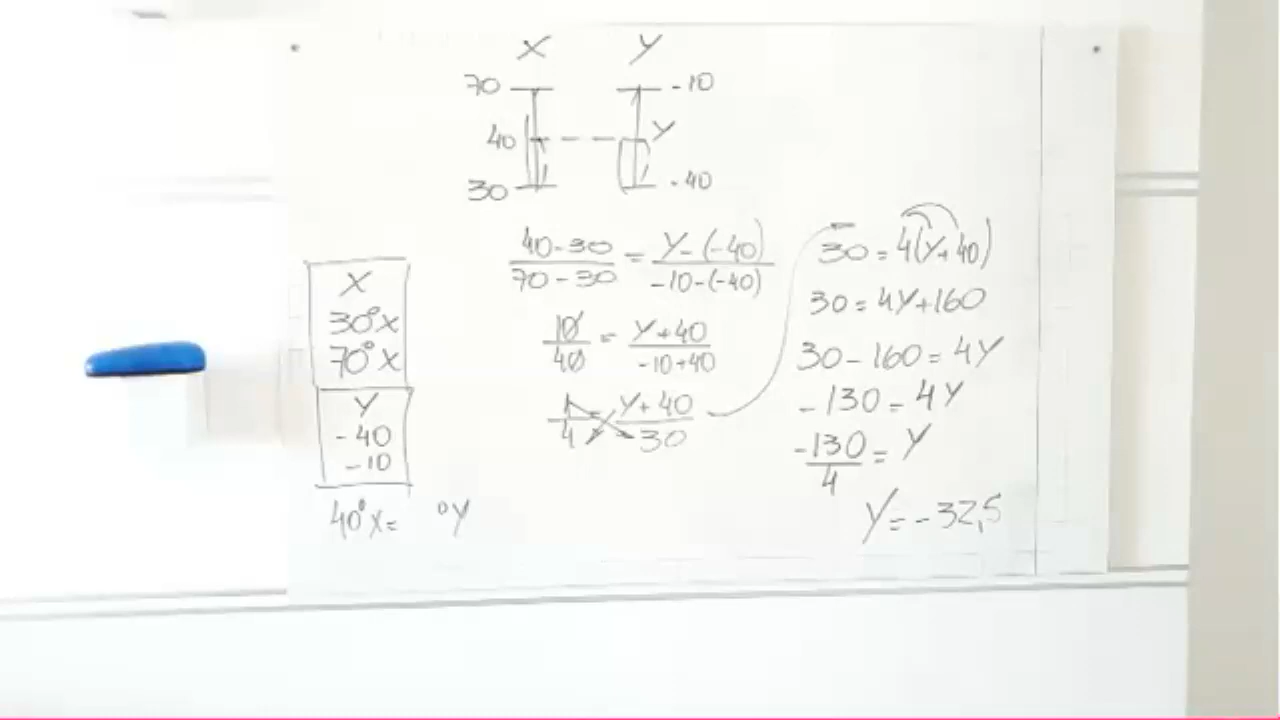 X Y
70 -10
40 Y
30 -40
X
30°X
70°X
Y
-40
-10
40°X= °Y
40-30/70-30 = Y-(-40)/-10-(-40)
10/40 = Y+40/-10+40
1/4 = Y+40/30
30=4(Y+40)
30=4Y+160
30-160=4Y
-130=4Y
-130/4=Y
Y=-32,5